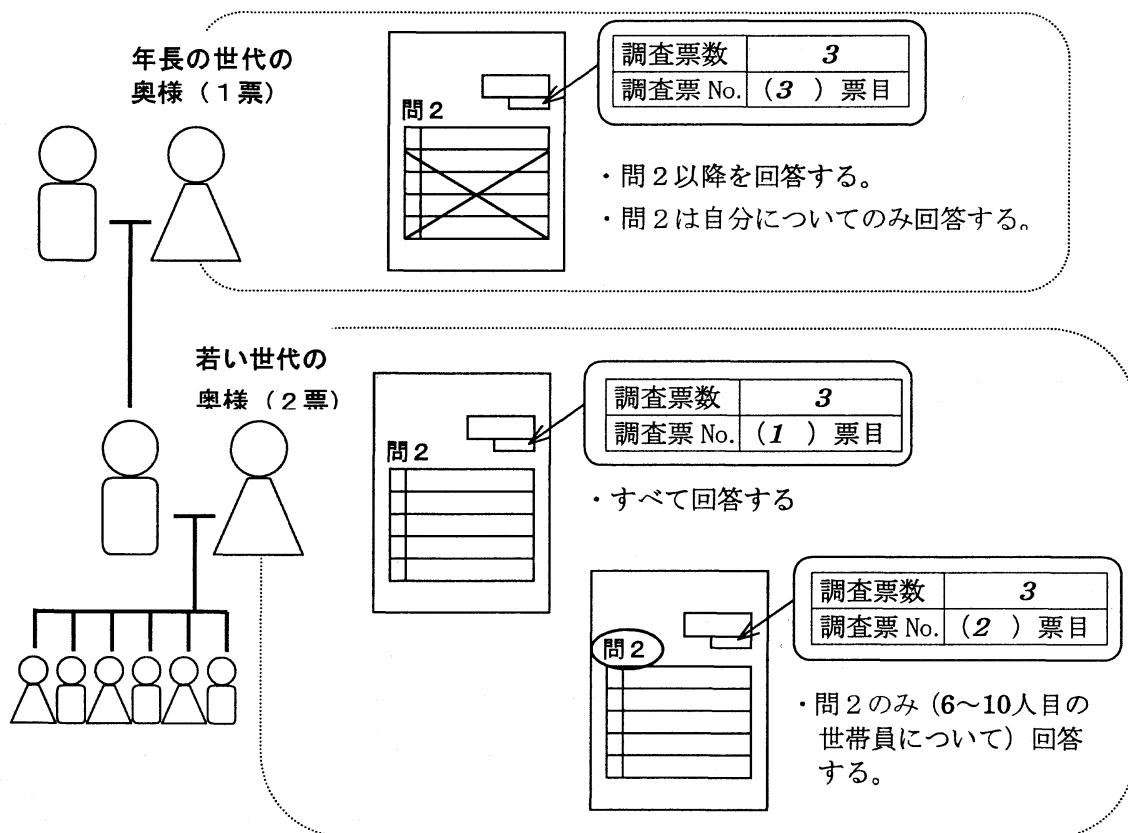 年長の世代の
奥様（１票）
問２
調査票数 3
調査票 No. （3　）票目
・問２以降を回答する。
・問２は自分についてのみ回答する。
若い世代の
奥様（２票）
問２
調査票数 3
調査票 No. （1　）票目
・すべて回答する
問２
調査票数 3
調査票 No. （2　）票目
・問２のみ（6〜10人目の
世帯員について）回答
する。